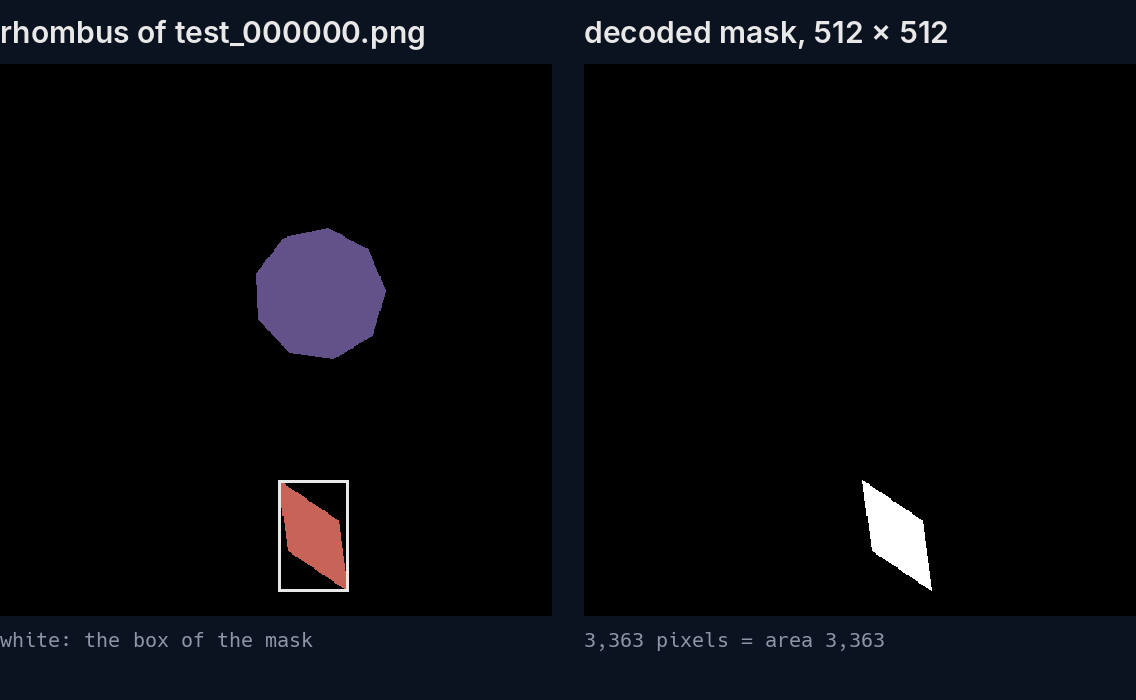 rhombus of test_000000.png
decoded mask, 512 × 512
white: the box of the mask
3,363 pixels = area 3,363